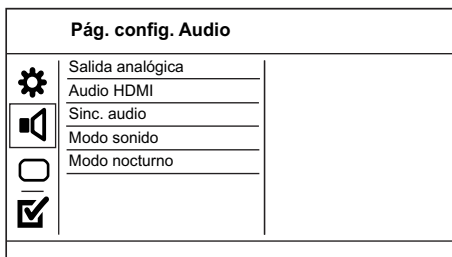 Pág. config. Audio
Salida analógica
Audio HDMI
Sinc. audio
Modo sonido
Modo nocturno